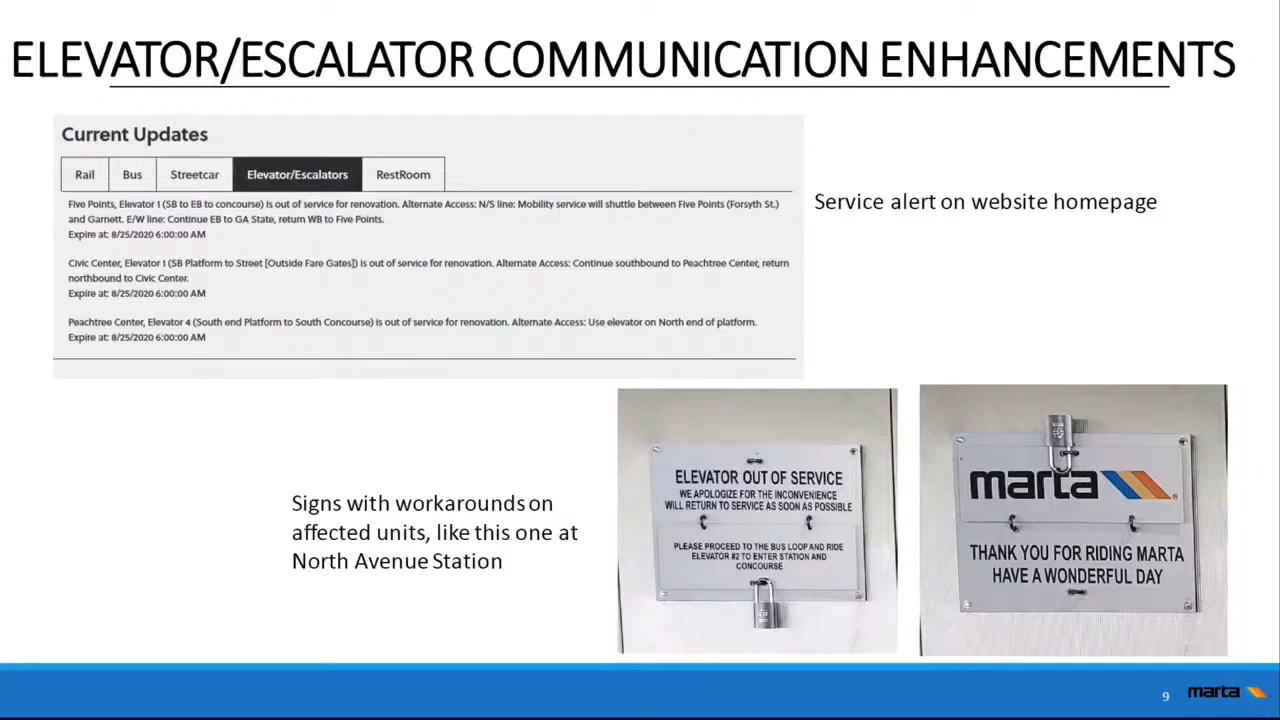 ELEVATOR/ESCALATOR COMMUNICATION ENHANCEMENTS
Current Updates
Rail
Bus
Streetcar
Elevator/Escalators
RestRoom
Five Points, Elevator 1 (SB to EB to concourse) is out of service for renovation. Alternate Access: N/S line: Mobility service will shuttle between Five Points (Forsyth St.)
and Garnett. E/W line: Continue EB to GA State, return WB to Five Points.
Expire at: 8/25/2020 6:00:00 AM
Civic Center, Elevator 1 (SB Platform to Street [Outside Fare Gates]) is out of service for renovation. Alternate Access: Continue southbound to Peachtree Center, return
northbound to Civic Center.
Expire at: 8/25/2020 6:00:00 AM
Peachtree Center, Elevator 4 (South end Platform to South Concourse) is out of service for renovation. Alternate Access: Use elevator on North end of platform.
Expire at: 8/25/2020 6:00:00 AM
Service alert on website homepage
Signs with workarounds on
affected units, like this one at
North Avenue Station
ELEVATOR OUT OF SERVICE
WE APOLOGIZE FOR THE INCONVENIENCE
WILL RETURN TO SERVICE AS SOON AS POSSIBLE
PLEASE PROCEED TO THE BUS LOOP AND RIDE
ELEVATOR #2 TO ENTER STATION AND
CONCOURSE
marta
THANK YOU FOR RIDING MARTA
HAVE A WONDERFUL DAY
9
marta